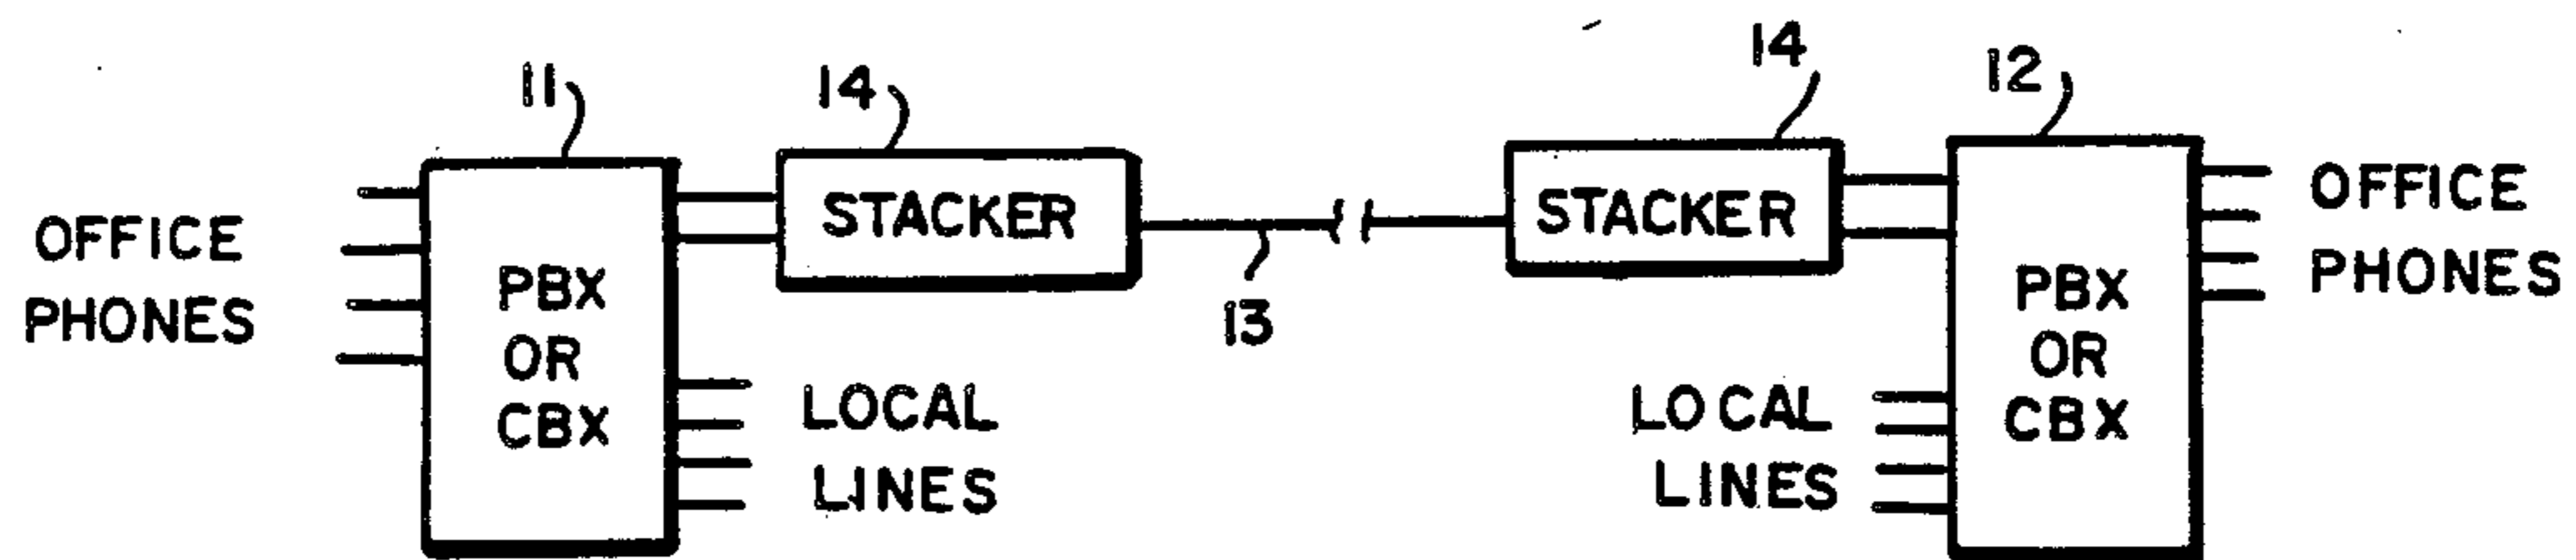 11
14
14
12
OFFICE
PHONES
PBX
OR
CBX
STACKER
13
STACKER
PBX
OR
CBX
OFFICE
PHONES
LOCAL
LINES
LOCAL
LINES